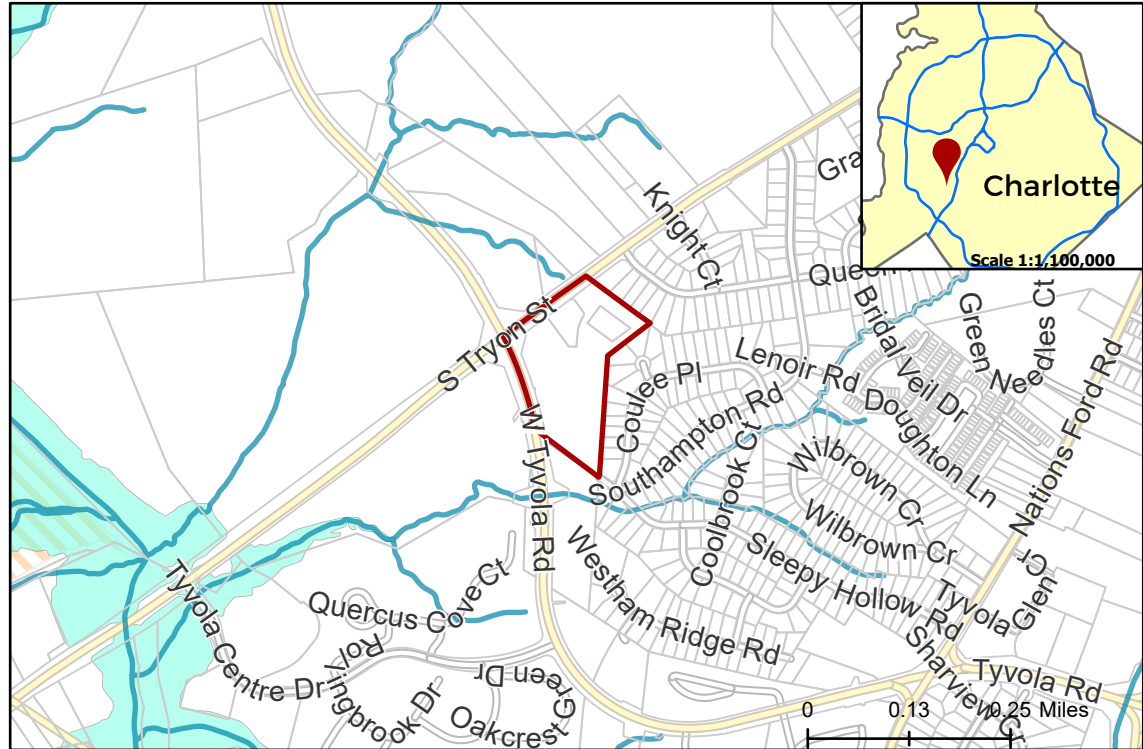 Charlotte
Scale 1:1,100,000
Knight Ct
S Tryon St
Bridal Veil Dr
Green Needles Ct
Lenoir Rd
Doughton Ln
Nations Ford Rd
Coulee Pl
Southampton Rd
W Tyvola Rd
Coolbrook Ct
Wilbrown Cr
Wilbrown Cr
Sleepy Hollow Rd
Westham Ridge Rd
Tyvola Glen Cr
Sharview Cr
Tyvola Rd
Tyvola Centre Dr
Quercus Cove Ct
Green Dr
Oakcrest
0 0.13 0.25 Miles